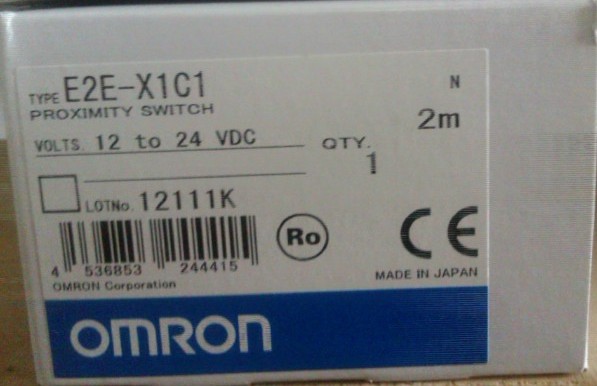 TYPE E2E-X1C1
N
PROXIMITY SWITCH
2m
VOLTS. 12 to 24 VDC
QTY.
1
LOTNo. 12111K
Ro
CE
4 536853 244415
MADE IN JAPAN
OMRON Corporation
OMRON